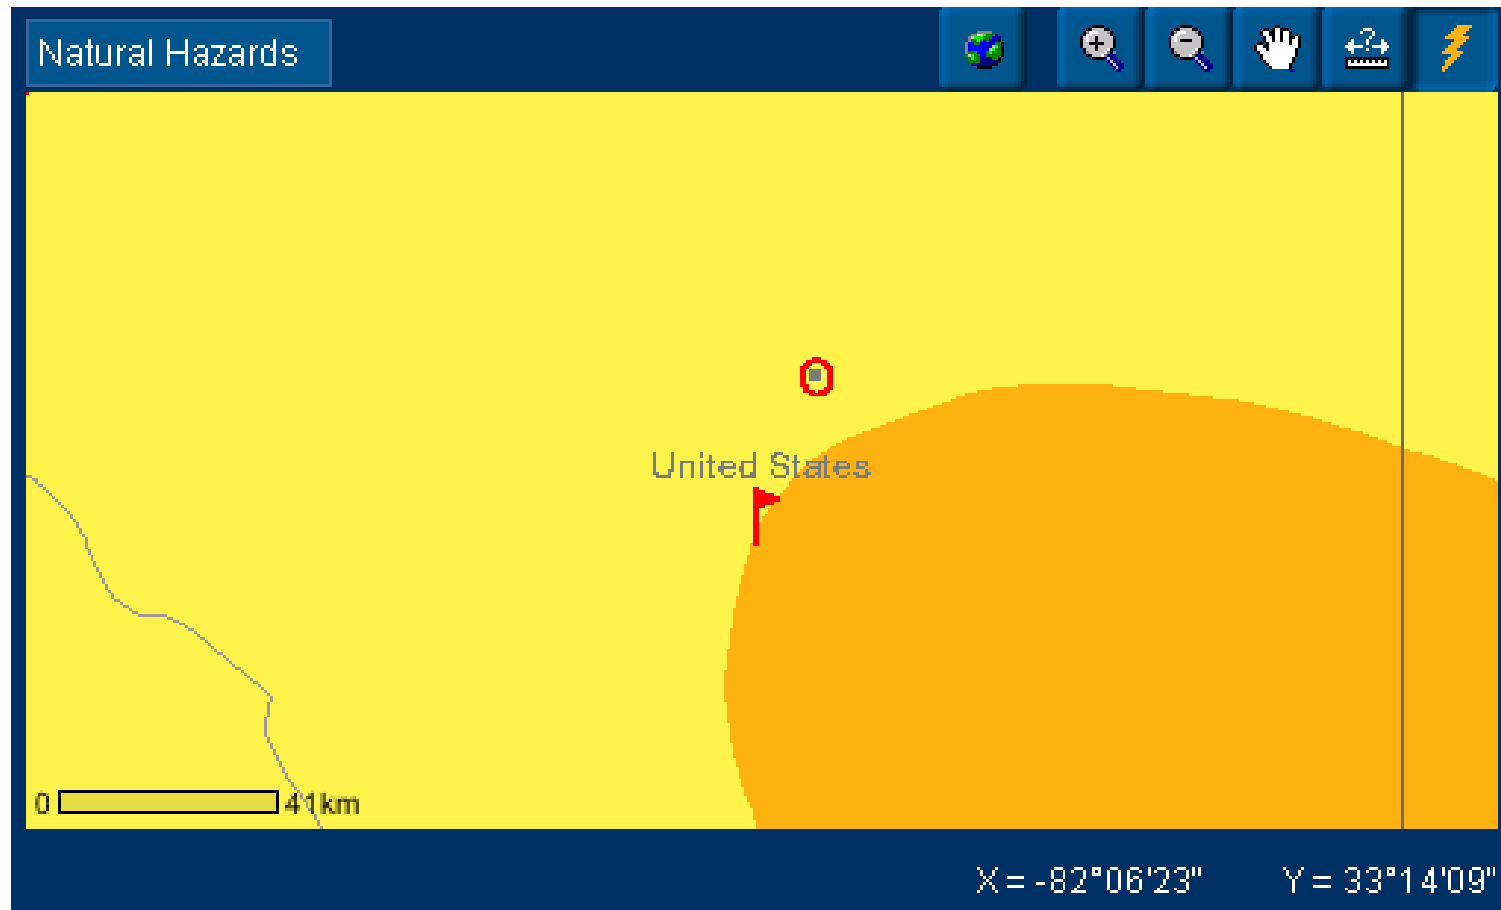 Natural Hazards
?
United States
0 41km
X = -82°06'23" Y = 33°14'09"